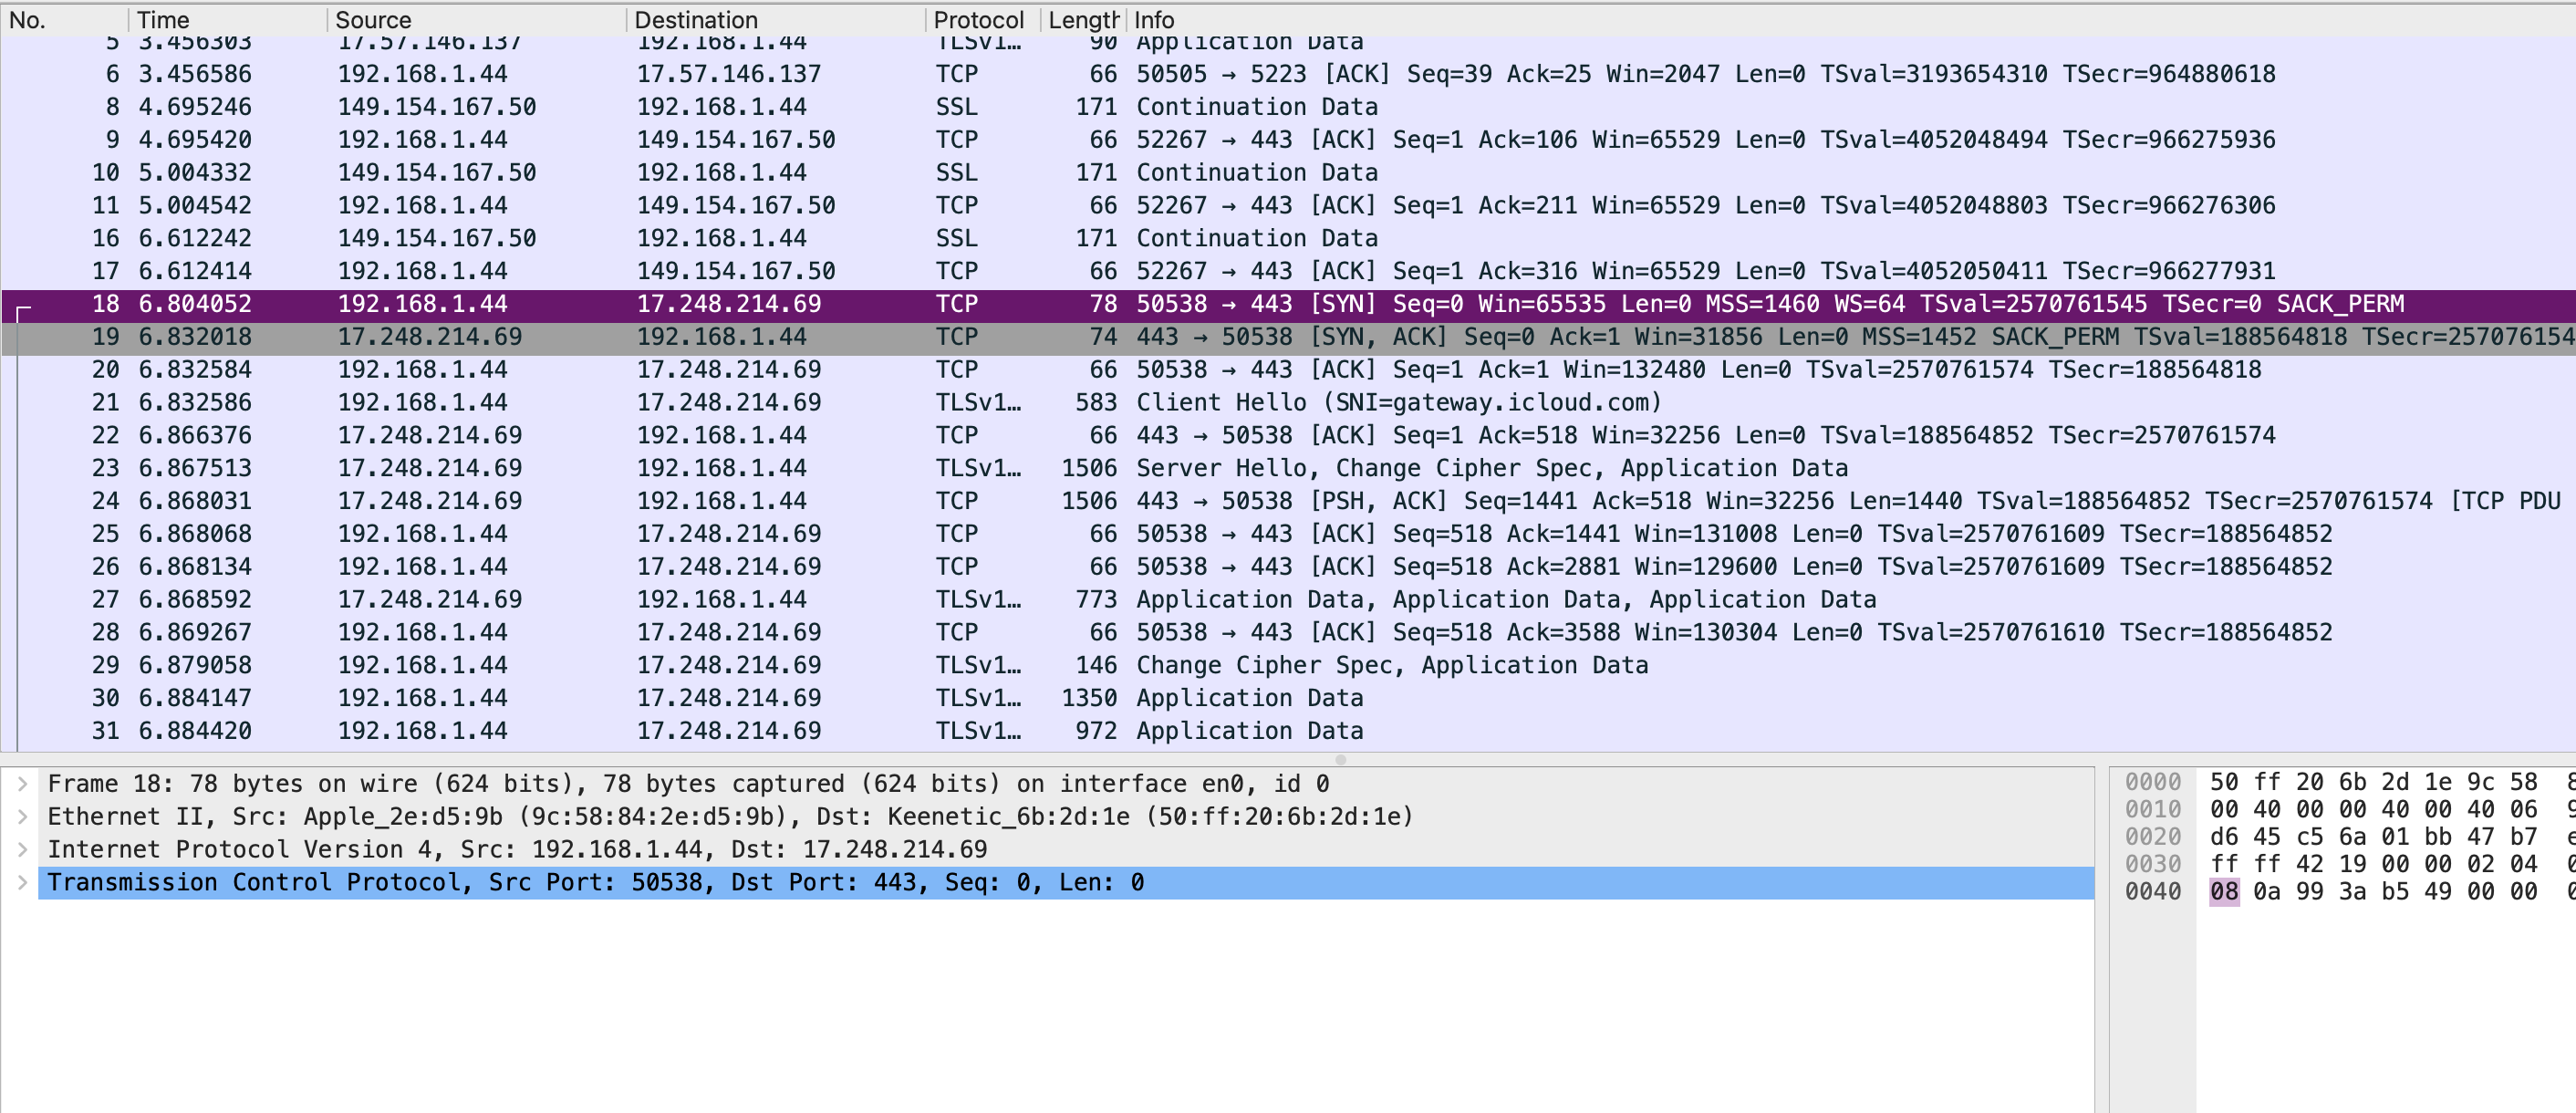 No. Time Source Destination Protocol Length Info
5 3.456303 17.57.146.137 192.168.1.44 TLSv1… 90 Application Data
6 3.456586 192.168.1.44 17.57.146.137 TCP 66 50505 → 5223 [ACK] Seq=39 Ack=25 Win=2047 Len=0 TSval=3193654310 TSecr=964880618
8 4.695246 149.154.167.50 192.168.1.44 SSL 171 Continuation Data
9 4.695420 192.168.1.44 149.154.167.50 TCP 66 52267 → 443 [ACK] Seq=1 Ack=106 Win=65529 Len=0 TSval=4052048494 TSecr=966275936
10 5.004332 149.154.167.50 192.168.1.44 SSL 171 Continuation Data
11 5.004542 192.168.1.44 149.154.167.50 TCP 66 52267 → 443 [ACK] Seq=1 Ack=211 Win=65529 Len=0 TSval=4052048803 TSecr=966276306
16 6.612242 149.154.167.50 192.168.1.44 SSL 171 Continuation Data
17 6.612414 192.168.1.44 149.154.167.50 TCP 66 52267 → 443 [ACK] Seq=1 Ack=316 Win=65529 Len=0 TSval=4052050411 TSecr=966277931
18 6.804052 192.168.1.44 17.248.214.69 TCP 78 50538 → 443 [SYN] Seq=0 Win=65535 Len=0 MSS=1460 WS=64 TSval=2570761545 TSecr=0 SACK_PERM
19 6.832018 17.248.214.69 192.168.1.44 TCP 74 443 → 50538 [SYN, ACK] Seq=0 Ack=1 Win=31856 Len=0 MSS=1452 SACK_PERM TSval=188564818 TSecr=257076154
20 6.832584 192.168.1.44 17.248.214.69 TCP 66 50538 → 443 [ACK] Seq=1 Ack=1 Win=132480 Len=0 TSval=2570761574 TSecr=188564818
21 6.832586 192.168.1.44 17.248.214.69 TLSv1… 583 Client Hello (SNI=gateway.icloud.com)
22 6.866376 17.248.214.69 192.168.1.44 TCP 66 443 → 50538 [ACK] Seq=1 Ack=518 Win=32256 Len=0 TSval=188564852 TSecr=2570761574
23 6.867513 17.248.214.69 192.168.1.44 TLSv1… 1506 Server Hello, Change Cipher Spec, Application Data
24 6.868031 17.248.214.69 192.168.1.44 TCP 1506 443 → 50538 [PSH, ACK] Seq=1441 Ack=518 Win=32256 Len=1440 TSval=188564852 TSecr=2570761574 [TCP PDU
25 6.868068 192.168.1.44 17.248.214.69 TCP 66 50538 → 443 [ACK] Seq=518 Ack=1441 Win=131008 Len=0 TSval=2570761609 TSecr=188564852
26 6.868134 192.168.1.44 17.248.214.69 TCP 66 50538 → 443 [ACK] Seq=518 Ack=2881 Win=129600 Len=0 TSval=2570761609 TSecr=188564852
27 6.868592 17.248.214.69 192.168.1.44 TLSv1… 773 Application Data, Application Data, Application Data
28 6.869267 192.168.1.44 17.248.214.69 TCP 66 50538 → 443 [ACK] Seq=518 Ack=3588 Win=130304 Len=0 TSval=2570761610 TSecr=188564852
29 6.879058 192.168.1.44 17.248.214.69 TLSv1… 146 Change Cipher Spec, Application Data
30 6.884147 192.168.1.44 17.248.214.69 TLSv1… 1350 Application Data
31 6.884420 192.168.1.44 17.248.214.69 TLSv1… 972 Application Data
Frame 18: 78 bytes on wire (624 bits), 78 bytes captured (624 bits) on interface en0, id 0
Ethernet II, Src: Apple_2e:d5:9b (9c:58:84:2e:d5:9b), Dst: Keenetic_6b:2d:1e (50:ff:20:6b:2d:1e)
Internet Protocol Version 4, Src: 192.168.1.44, Dst: 17.248.214.69
Transmission Control Protocol, Src Port: 50538, Dst Port: 443, Seq: 0, Len: 0
0000 50 ff 20 6b 2d 1e 9c 58
0010 00 40 00 00 40 00 40 06
0020 d6 45 c5 6a 01 bb 47 b7
0030 ff ff 42 19 00 00 02 04
0040 08 0a 99 3a b5 49 00 00